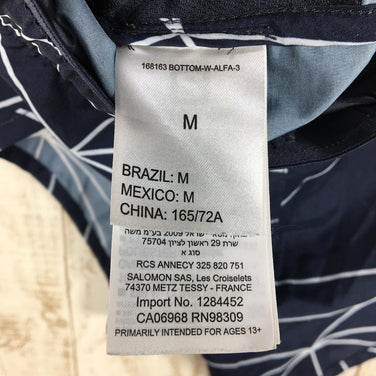 168163 BOTTOM-W-ALFA-3
M
BRAZIL: M
MEXICO: M
CHINA: 165/72A
ישראל 2009 בע"מ משה
שרת 29 ראשון לציון 75704
סוג א
RCS ANNECY 325 820 751
SALOMON SAS, Les Croiselets
74370 METZ TESSY - FRANCE
Import No. 1284452
CA06968 RN98309
PRIMARILY INTENDED FOR AGES 13+